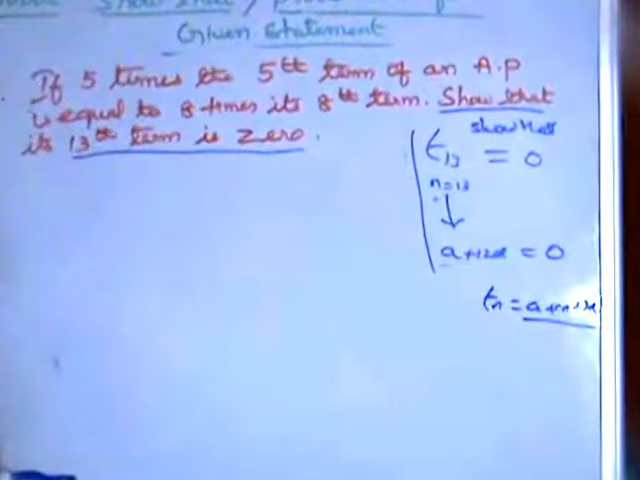 Given Statement
If 5 times the 5th term of an A.P
is equal to 8 times its 8th term. Show that
its 13th term is zero.
show that
t13 = 0
n=13
a+12d = 0
tn = a+(n-1)d